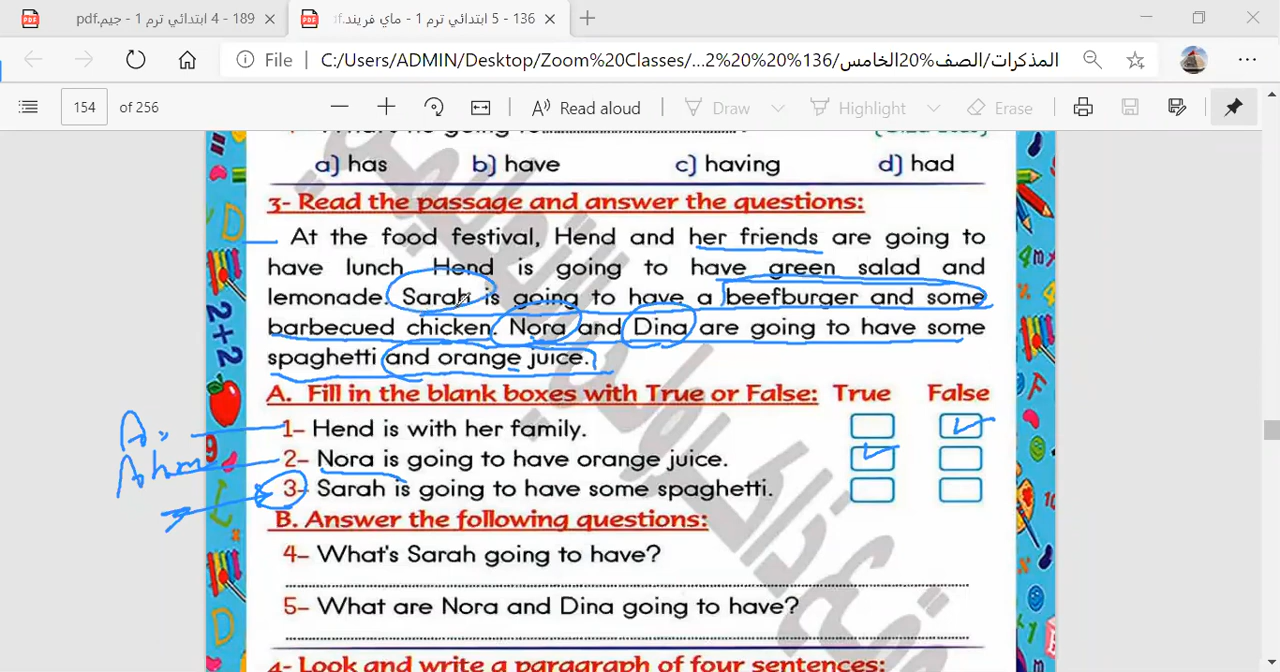 189 - 4 ابتدائي ترم 1 - جيم.pdf
136 - 5 ابتدائي ترم 1 - ماي فريند
File C:/Users/ADMIN/Desktop/Zoom%20Classes/...2%20%20%136/المذكرات/الصف%20الخامس
154 of 256 Read aloud Draw Highlight Erase
a) has b) have c) having d) had
3- Read the passage and answer the questions:
At the food festival, Hend and her friends are going to
have lunch. Hend is going to have green salad and
lemonade. Sarah is going to have a beefburger and some
barbecued chicken. Nora and Dina are going to have some
spaghetti and orange juice.
A. Fill in the blank boxes with True or False: True False
1- Hend is with her family.
2- Nora is going to have orange juice.
3- Sarah is going to have some spaghetti.
B. Answer the following questions:
4- What's Sarah going to have?
5- What are Nora and Dina going to have?
4- Look and write a paragraph of four sentences: